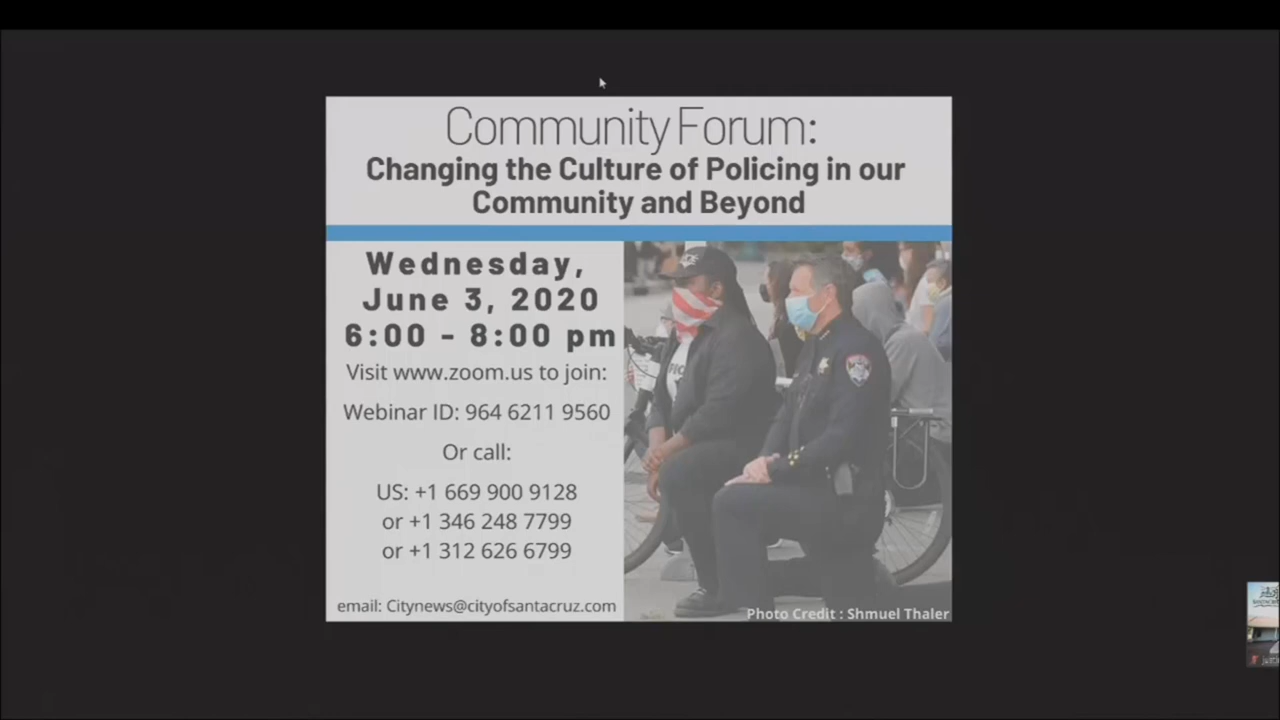 Community Forum:
Changing the Culture of Policing in our
Community and Beyond
Wednesday,
June 3, 2020
6:00 - 8:00 pm
Visit www.zoom.us to join:
Webinar ID: 964 6211 9560
Or call:
US: +1 669 900 9128
or +1 346 248 7799
or +1 312 626 6799
email: Citynews@cityofsantacruz.com
Photo Credit : Shmuel Thaler